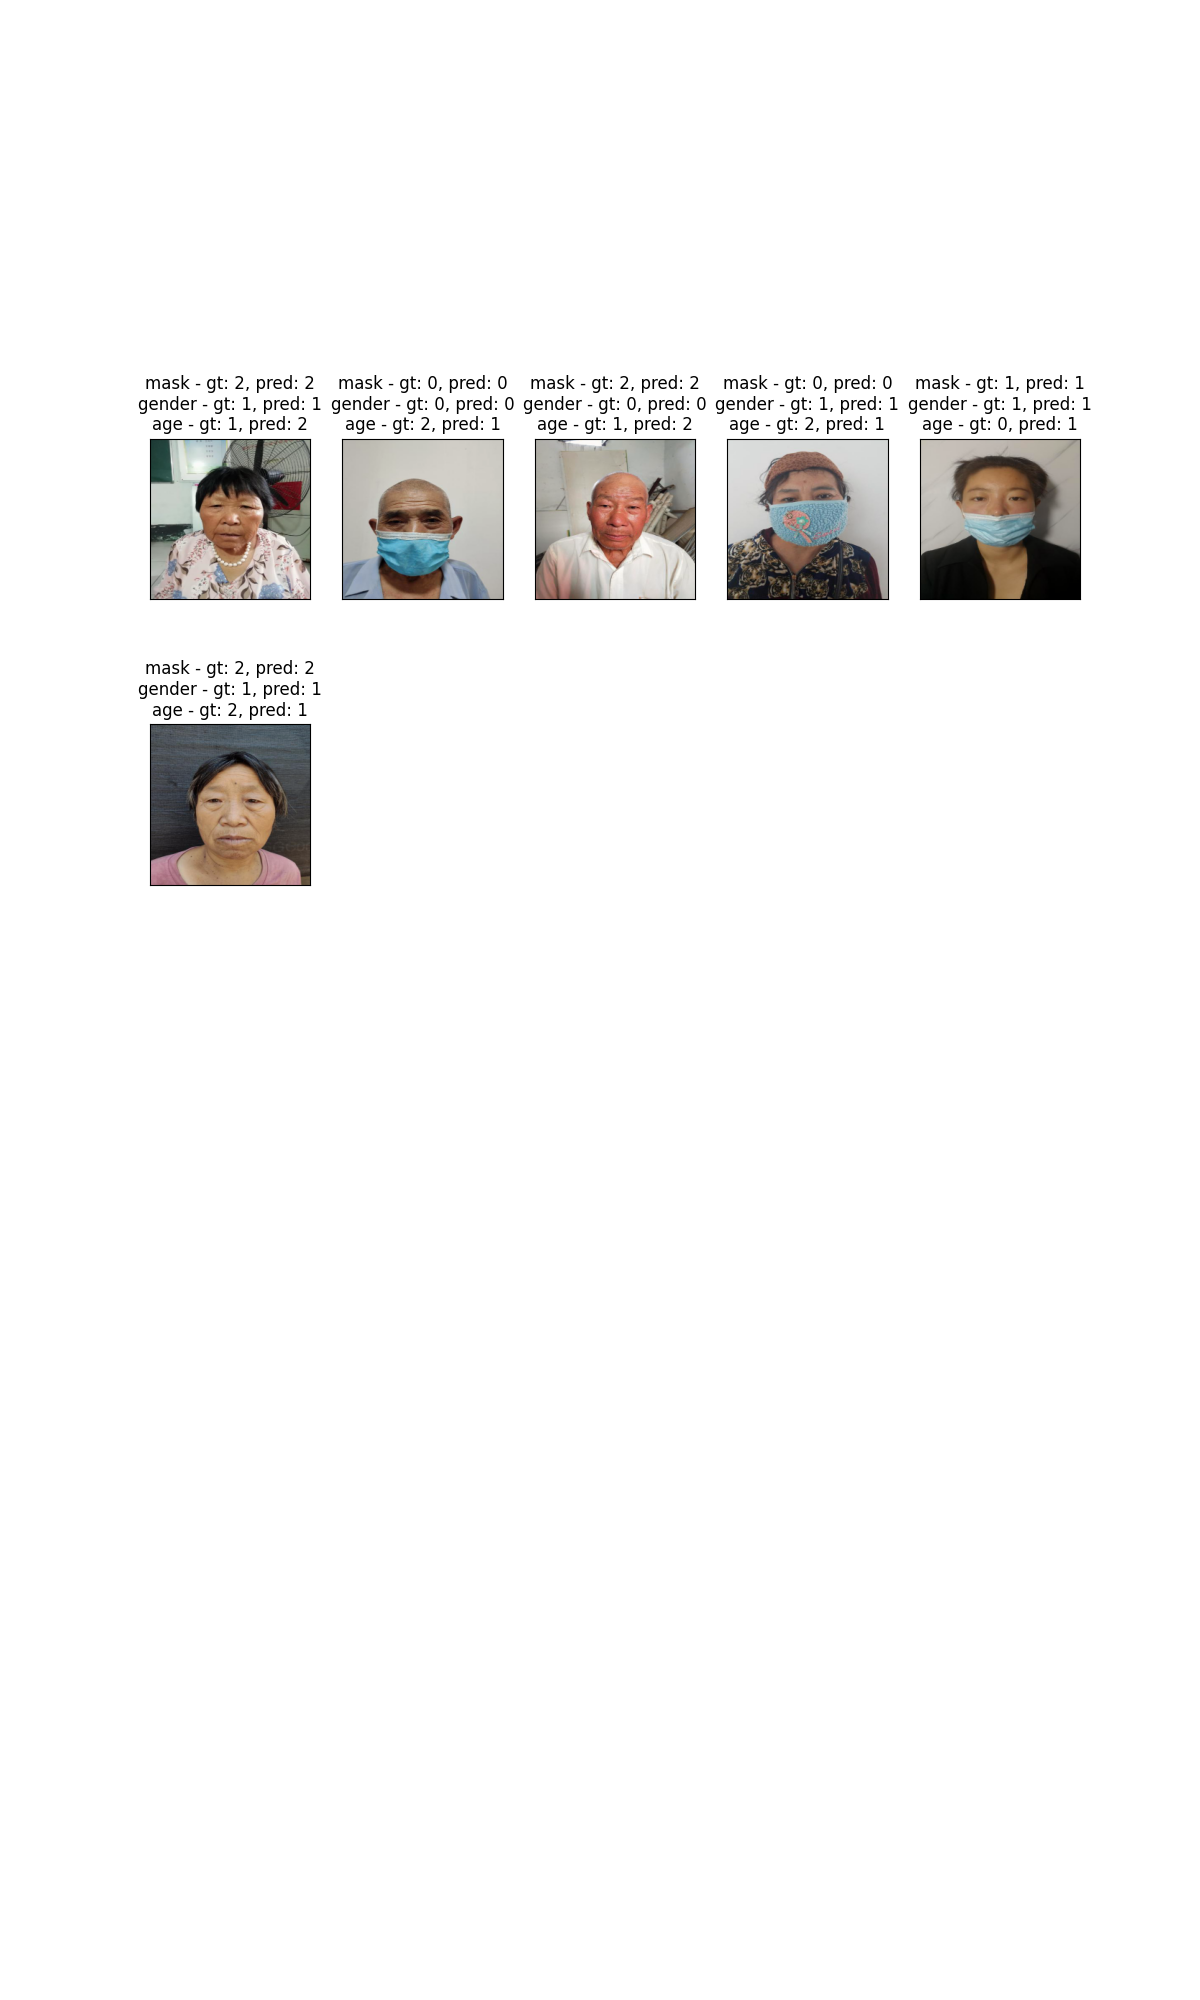 mask - gt: 2, pred: 2
gender - gt: 1, pred: 1
age - gt: 1, pred: 2
mask - gt: 0, pred: 0
gender - gt: 0, pred: 0
age - gt: 2, pred: 1
mask - gt: 2, pred: 2
gender - gt: 0, pred: 0
age - gt: 1, pred: 2
mask - gt: 0, pred: 0
gender - gt: 1, pred: 1
age - gt: 2, pred: 1
mask - gt: 1, pred: 1
gender - gt: 1, pred: 1
age - gt: 0, pred: 1
mask - gt: 2, pred: 2
gender - gt: 1, pred: 1
age - gt: 2, pred: 1